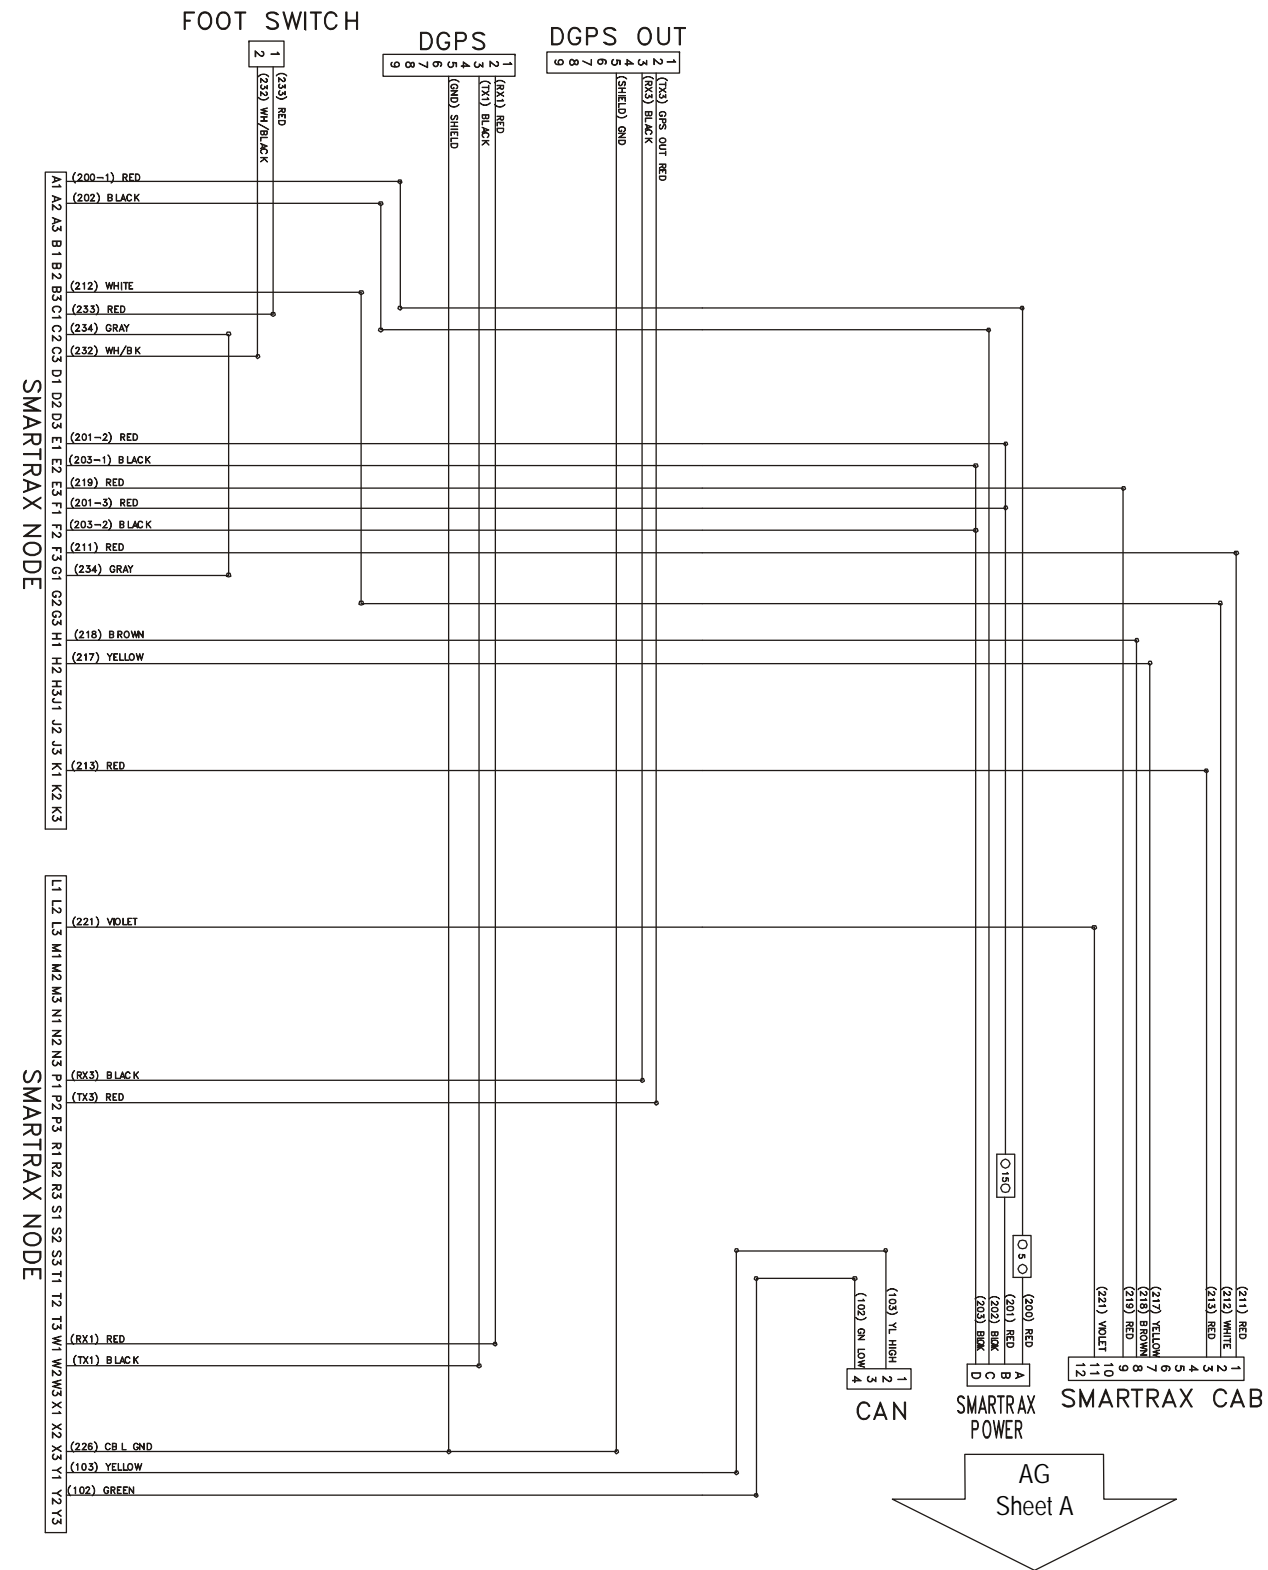 FOOT SWITCH
1
2
(233) RED
(232) WH/BLACK
DGPS
1
2
3
4
5
6
7
8
9
(RX1) RED
(TX1) BLACK
(GND) SHIELD
DGPS OUT
1
2
3
4
5
6
7
8
9
(TX3) GPS OUT RED
(RX3) BLACK
(SHIELD) GND
SMARTRAX NODE
A1 (200-1) RED
A2 (202) BLACK
A3
B1
B2
B3 (212) WHITE
C1 (233) RED
C2 (234) GRAY
C3 (232) WH/BK
D1
D2
D3
E1 (201-2) RED
E2 (203-1) BLACK
E3 (219) RED
F1 (201-3) RED
F2 (203-2) BLACK
F3 (211) RED
G1 (234) GRAY
G2
G3
H1 (218) BROWN
H2 (217) YELLOW
H3
J1
J2
J3
K1 (213) RED
K2
K3
SMARTRAX NODE
L1
L2
L3 (221) VIOLET
M1
M2
M3
N1
N2
N3
P1 (RX3) BLACK
P2 (TX3) RED
P3
R1
R2
R3
S1
S2
S3
T1
T2
T3
W1 (RX1) RED
W2 (TX1) BLACK
W3
X1
X2
X3 (226) CBL GND
Y1 (103) YELLOW
Y2 (102) GREEN
Y3
15
5
(103) YL HIGH
(102) GN LOW
1
2
3
4
CAN
(200) RED
(201) RED
(202) BlCK
(203) BlCK
A
B
C
D
SMARTRAX
POWER
(211) RED
(212) WHITE
(213) RED
(217) YELLOW
(218) BROWN
(219) RED
(221) VIOLET
1
2
3
4
5
6
7
8
9
10
11
12
SMARTRAX CAB
AG
Sheet A